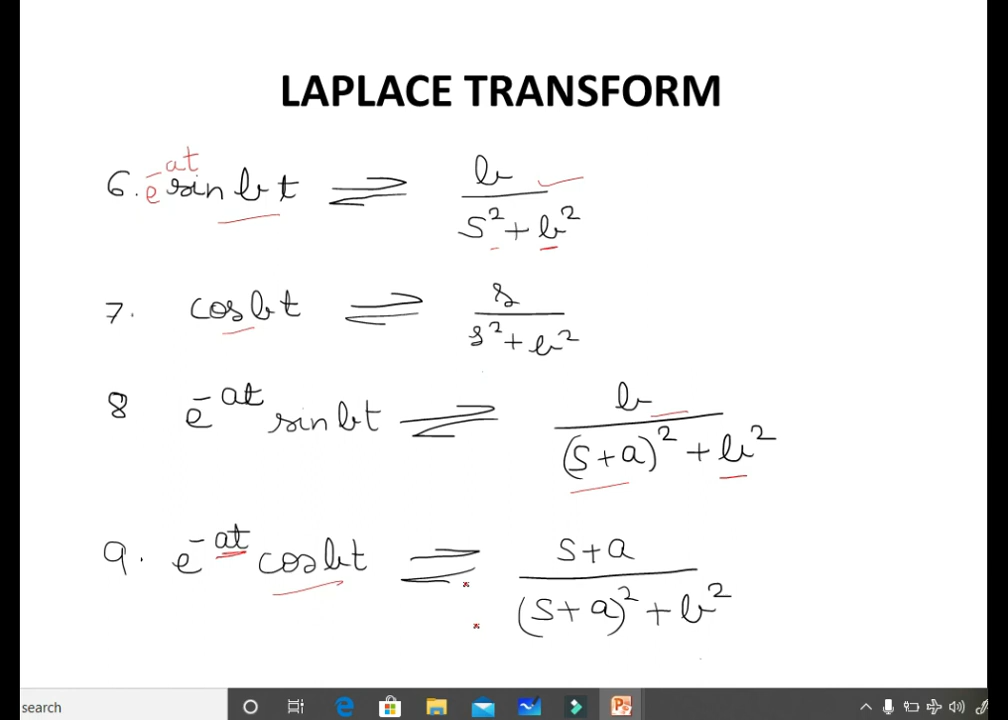 LAPLACE TRANSFORM
6. e^-at sin bt ⇌ b / (s² + b²)
7. cos bt ⇌ s / (s² + b²)
8 e^-at sin bt ⇌ b / ((s+a)² + b²)
9. e^-at cos bt ⇌ (s+a) / ((s+a)² + b²)
search